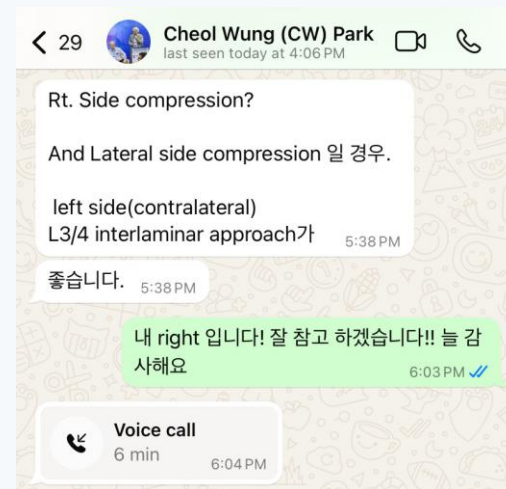 29
Cheol Wung (CW) Park
last seen today at 4:06 PM
Rt. Side compression?
And Lateral side compression 일 경우.
left side(contralateral)
L3/4 interlaminar approach가
5:38 PM
좋습니다.
5:38 PM
내 right 입니다! 잘 참고 하겠습니다!! 늘 감
사해요
6:03 PM
Voice call
6 min
6:04 PM